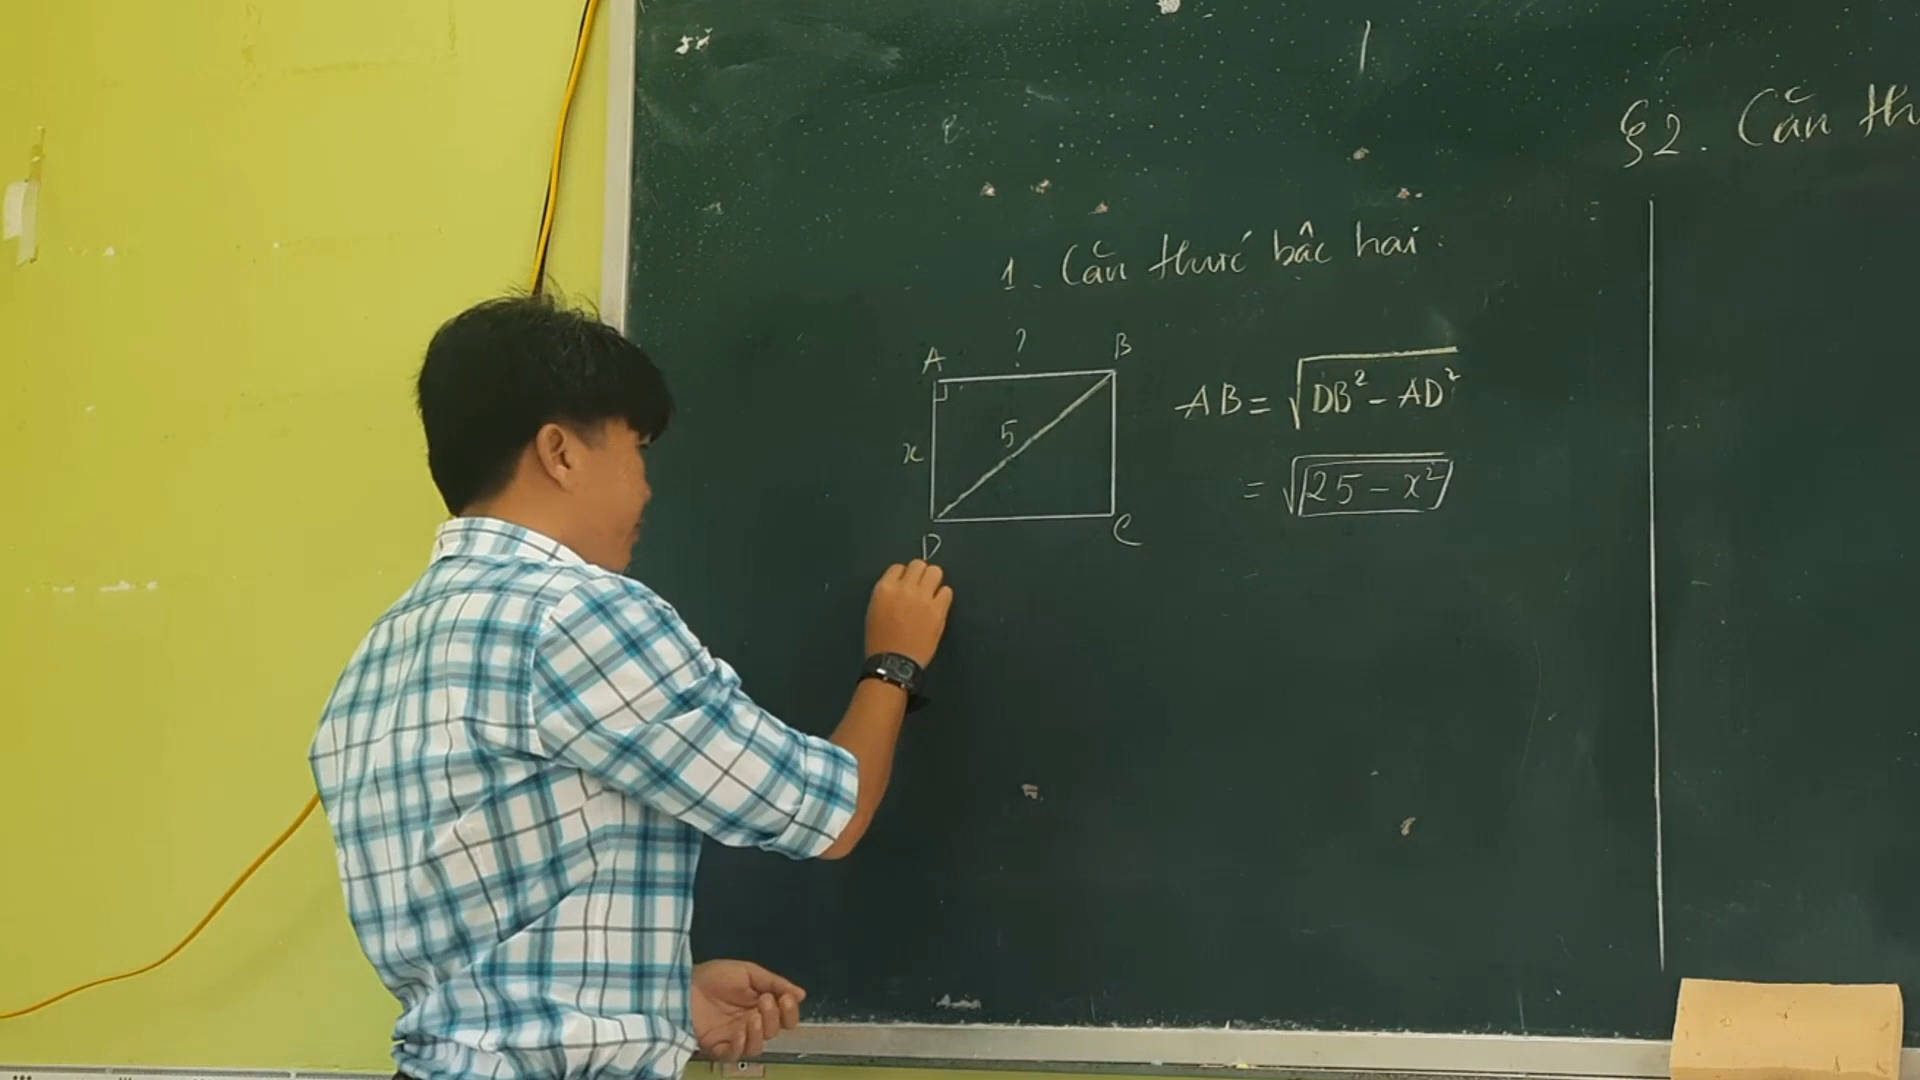 §2. Căn th
1. Căn thức bậc hai:
?
A B
AB = √DB² - AD²
5
x
= √25 - x²
D C